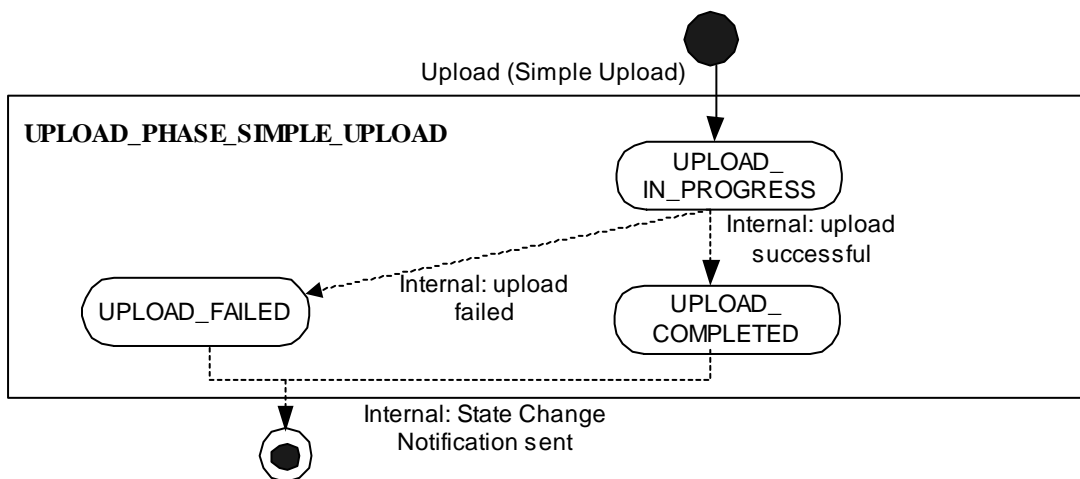 Upload (Simple Upload)
UPLOAD_PHASE_SIMPLE_UPLOAD
UPLOAD_
IN_PROGRESS
Internal: upload
successful
Internal: upload
failed
UPLOAD_FAILED
UPLOAD_
COMPLETED
Internal: State Change
Notification sent